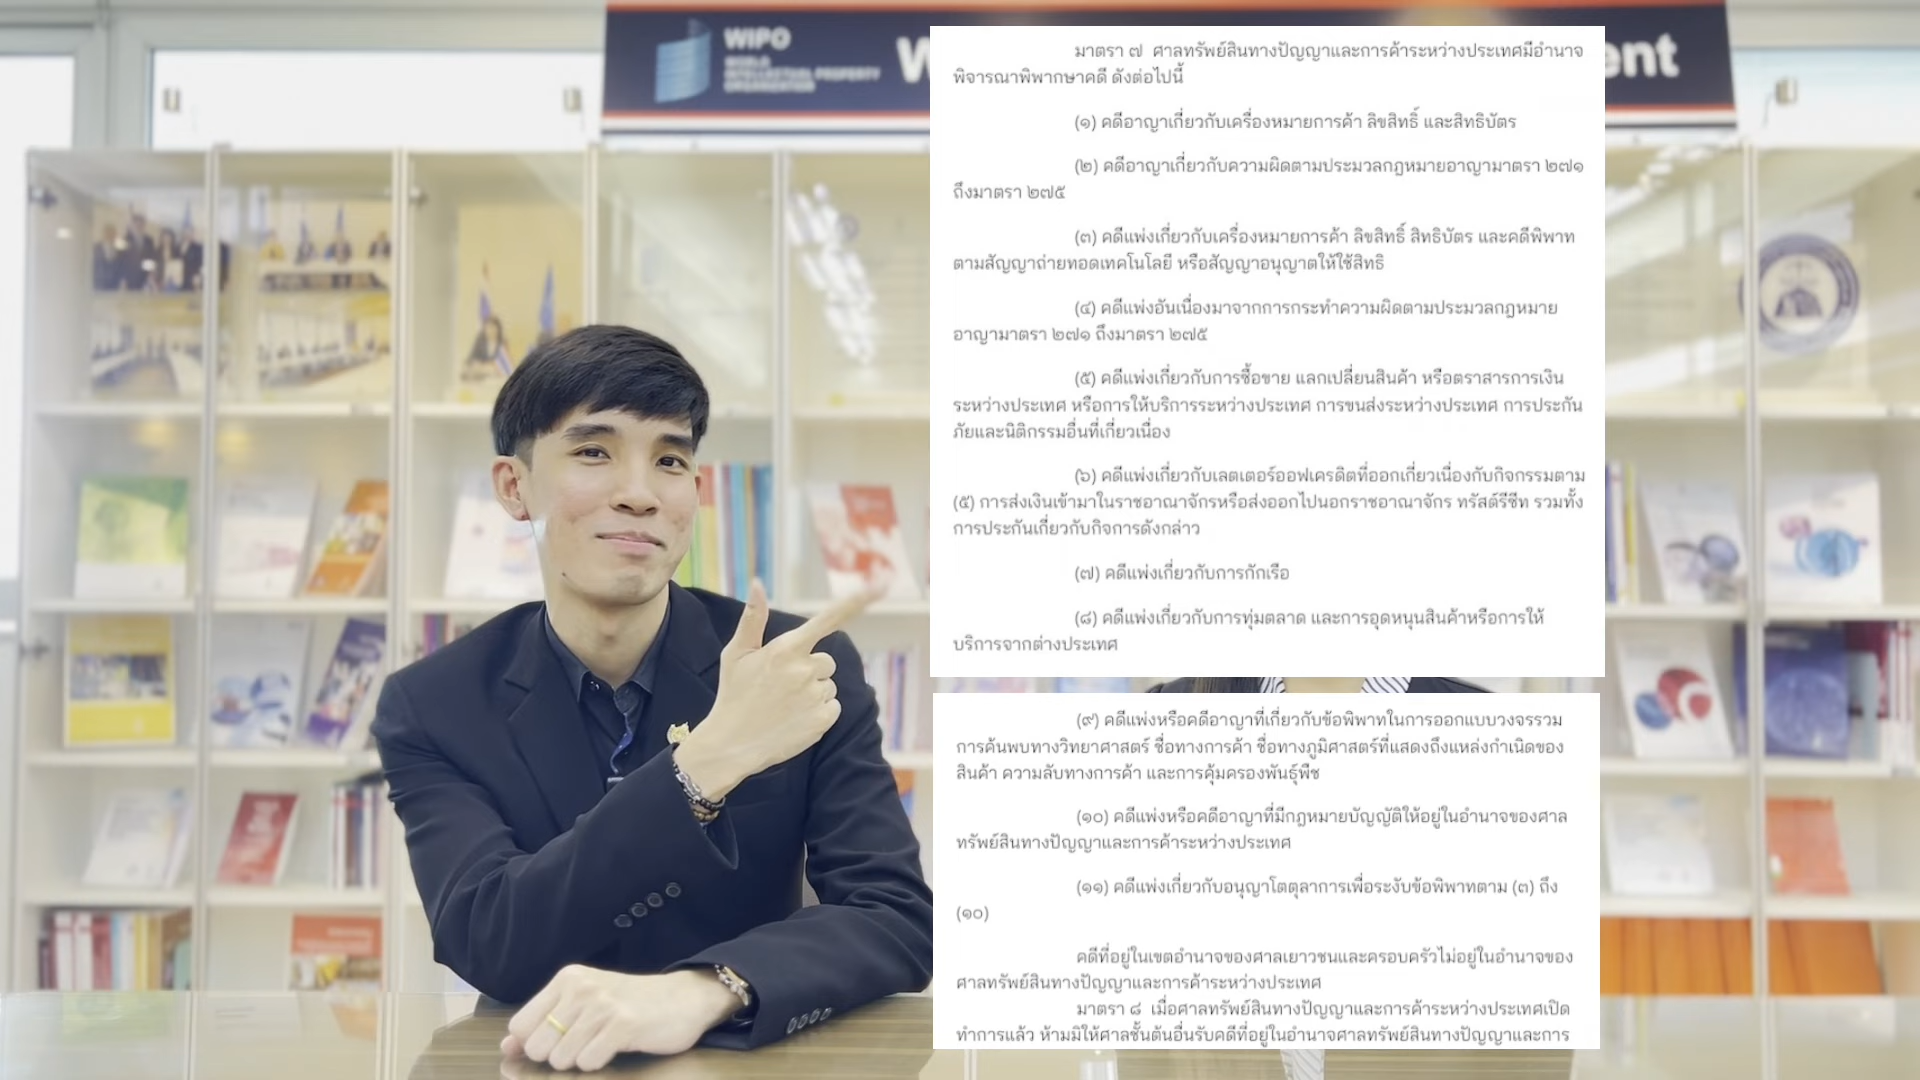 WIPO
WORLD
INTELLECTUAL PROPERTY
ORGANIZATION
W
ent
มาตรา ๗ ศาลทรัพย์สินทางปัญญาและการค้าระหว่างประเทศมีอำนาจ
พิจารณาพิพากษาคดี ดังต่อไปนี้
(๑) คดีอาญาเกี่ยวกับเครื่องหมายการค้า ลิขสิทธิ์ และสิทธิบัตร
(๒) คดีอาญาเกี่ยวกับความผิดตามประมวลกฎหมายอาญามาตรา ๒๗๑
ถึงมาตรา ๒๗๕
(๓) คดีแพ่งเกี่ยวกับเครื่องหมายการค้า ลิขสิทธิ์ สิทธิบัตร และคดีพิพาท
ตามสัญญาถ่ายทอดเทคโนโลยี หรือสัญญาอนุญาตให้ใช้สิทธิ
(๔) คดีแพ่งอันเนื่องมาจากการกระทำความผิดตามประมวลกฎหมาย
อาญามาตรา ๒๗๑ ถึงมาตรา ๒๗๕
(๕) คดีแพ่งเกี่ยวกับการซื้อขาย แลกเปลี่ยนสินค้า หรือตราสารการเงิน
ระหว่างประเทศ หรือการให้บริการระหว่างประเทศ การขนส่งระหว่างประเทศ การประกัน
ภัยและนิติกรรมอื่นที่เกี่ยวเนื่อง
(๖) คดีแพ่งเกี่ยวกับเลตเตอร์ออฟเครดิตที่ออกเกี่ยวเนื่องกับกิจกรรมตาม
(๕) การส่งเงินเข้ามาในราชอาณาจักรหรือส่งออกไปนอกราชอาณาจักร ทรัสต์รีซีท รวมทั้ง
การประกันเกี่ยวกับกิจการดังกล่าว
(๗) คดีแพ่งเกี่ยวกับการกักเรือ
(๘) คดีแพ่งเกี่ยวกับการทุ่มตลาด และการอุดหนุนสินค้าหรือการให้
บริการจากต่างประเทศ
(๙) คดีแพ่งหรือคดีอาญาที่เกี่ยวกับข้อพิพาทในการออกแบบวงจรรวม
การค้นพบทางวิทยาศาสตร์ ชื่อทางการค้า ชื่อทางภูมิศาสตร์ที่แสดงถึงแหล่งกำเนิดของ
สินค้า ความลับทางการค้า และการคุ้มครองพันธุ์พืช
(๑๐) คดีแพ่งหรือคดีอาญาที่มีกฎหมายบัญญัติให้อยู่ในอำนาจของศาล
ทรัพย์สินทางปัญญาและการค้าระหว่างประเทศ
(๑๑) คดีแพ่งเกี่ยวกับอนุญาโตตุลาการเพื่อระงับข้อพิพาทตาม (๓) ถึง
(๑๐)
คดีที่อยู่ในเขตอำนาจของศาลเยาวชนและครอบครัวไม่อยู่ในอำนาจของ
ศาลทรัพย์สินทางปัญญาและการค้าระหว่างประเทศ
มาตรา ๘ เมื่อศาลทรัพย์สินทางปัญญาและการค้าระหว่างประเทศเปิด
ทำการแล้ว ห้ามมิให้ศาลชั้นต้นอื่นรับคดีที่อยู่ในอำนาจศาลทรัพย์สินทางปัญญาและการ